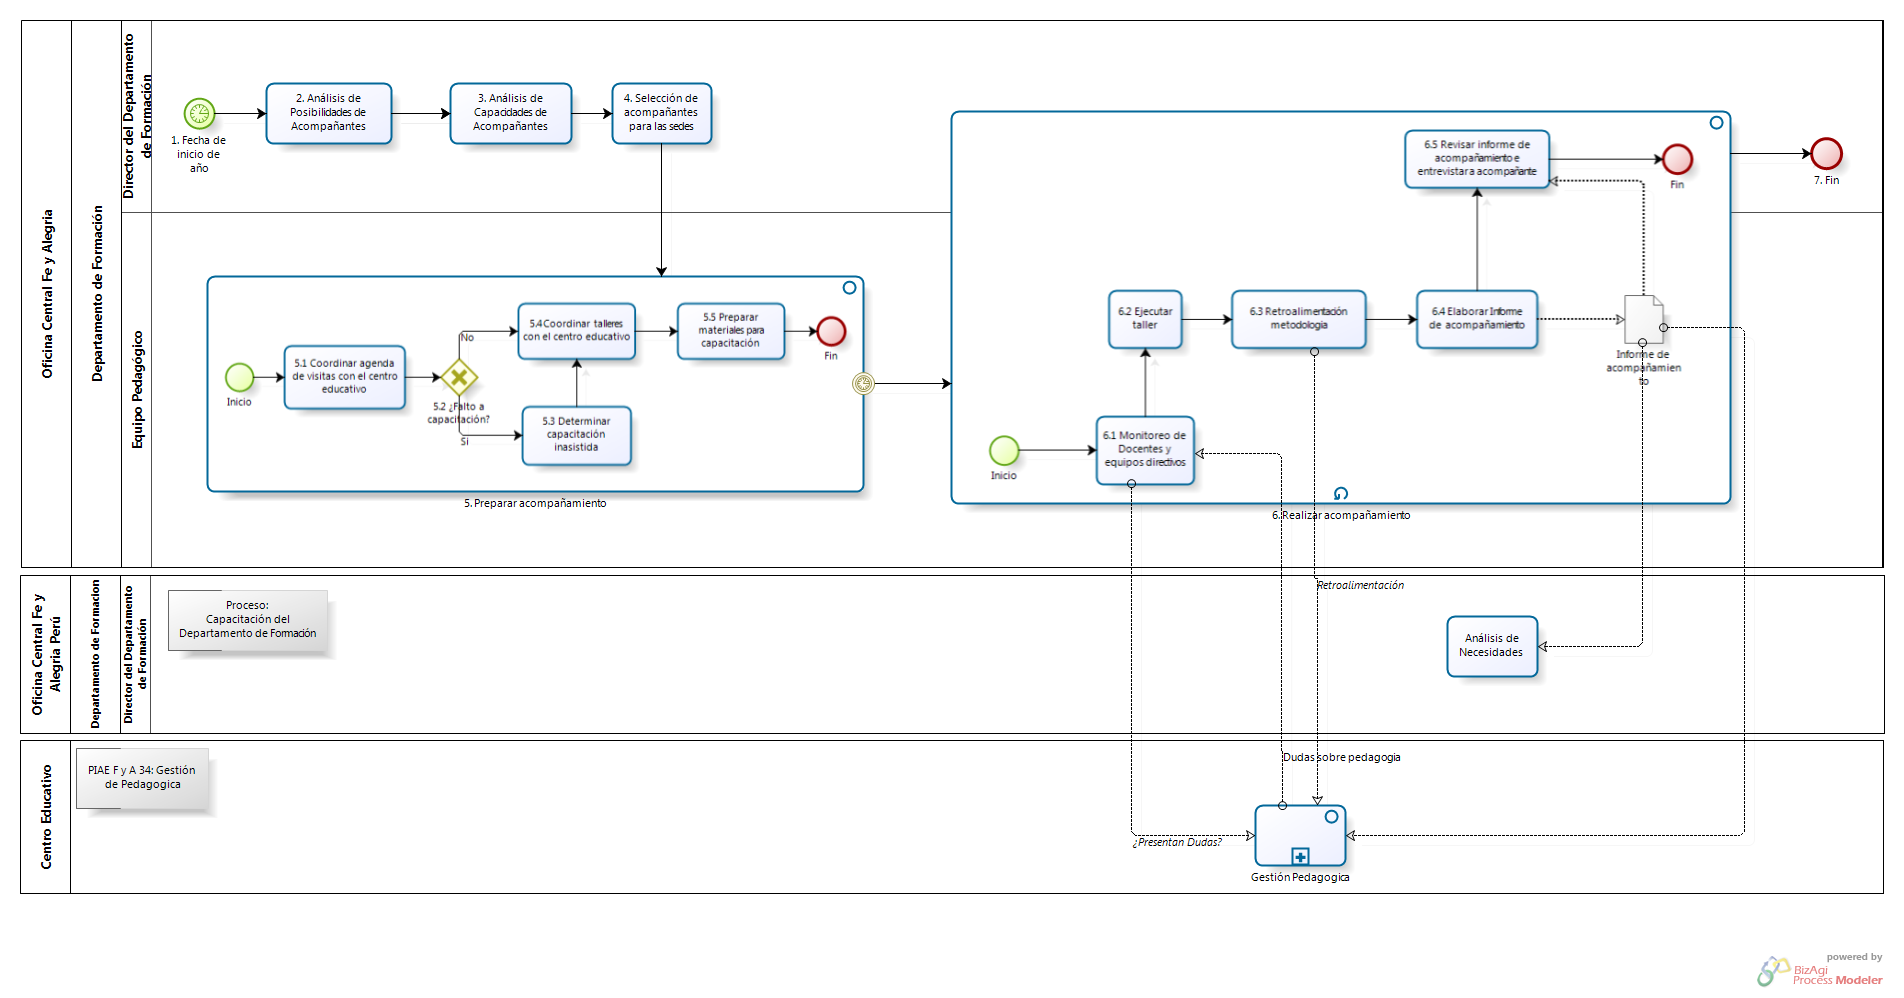 Oficina Central Fe y Alegria
Departamento de Formación
Director del Departamento
de Formación
Equipo Pedagógico
1. Fecha de
inicio de
año
2. Análisis de
Posibilidades de
Acompañantes
3. Análisis de
Capacidades de
Acompañantes
4. Selección de
acompañantes
para las sedes
Inicio
5.1 Coordinar agenda
de visitas con el centro
educativo
5.2 ¿Falto a
capacitación?
No
Si
5.3 Determinar
capacitación
inasistida
5.4 Coordinar talleres
con el centro educativo
5.5 Preparar
materiales para
capacitación
Fin
5. Preparar acompañamiento
Inicio
6.1 Monitoreo de
Docentes y
equipos directivos
6.2 Ejecutar
taller
6.3 Retroalimentación
metodologia
6.4 Elaborar Informe
de acompañamiento
6.5 Revisar informe de
acompañamiento e
entrevistar a acompañante
Fin
Informe de
acompañamien
to
6. Realizar acompañamiento
7. Fin
Oficina Central Fe y
Alegria Perú
Departamento de Formacion
Director del Departamento
de Formación
Proceso:
Capacitación del
Departamento de Formación
Retroalimentación
Análisis de
Necesidades
Centro Educativo
PIAE F y A 34: Gestión
de Pedagogica
Dudas sobre pedagogia
¿Presentan Dudas?
Gestión Pedagogica
powered by
BizAgi
Process Modeler